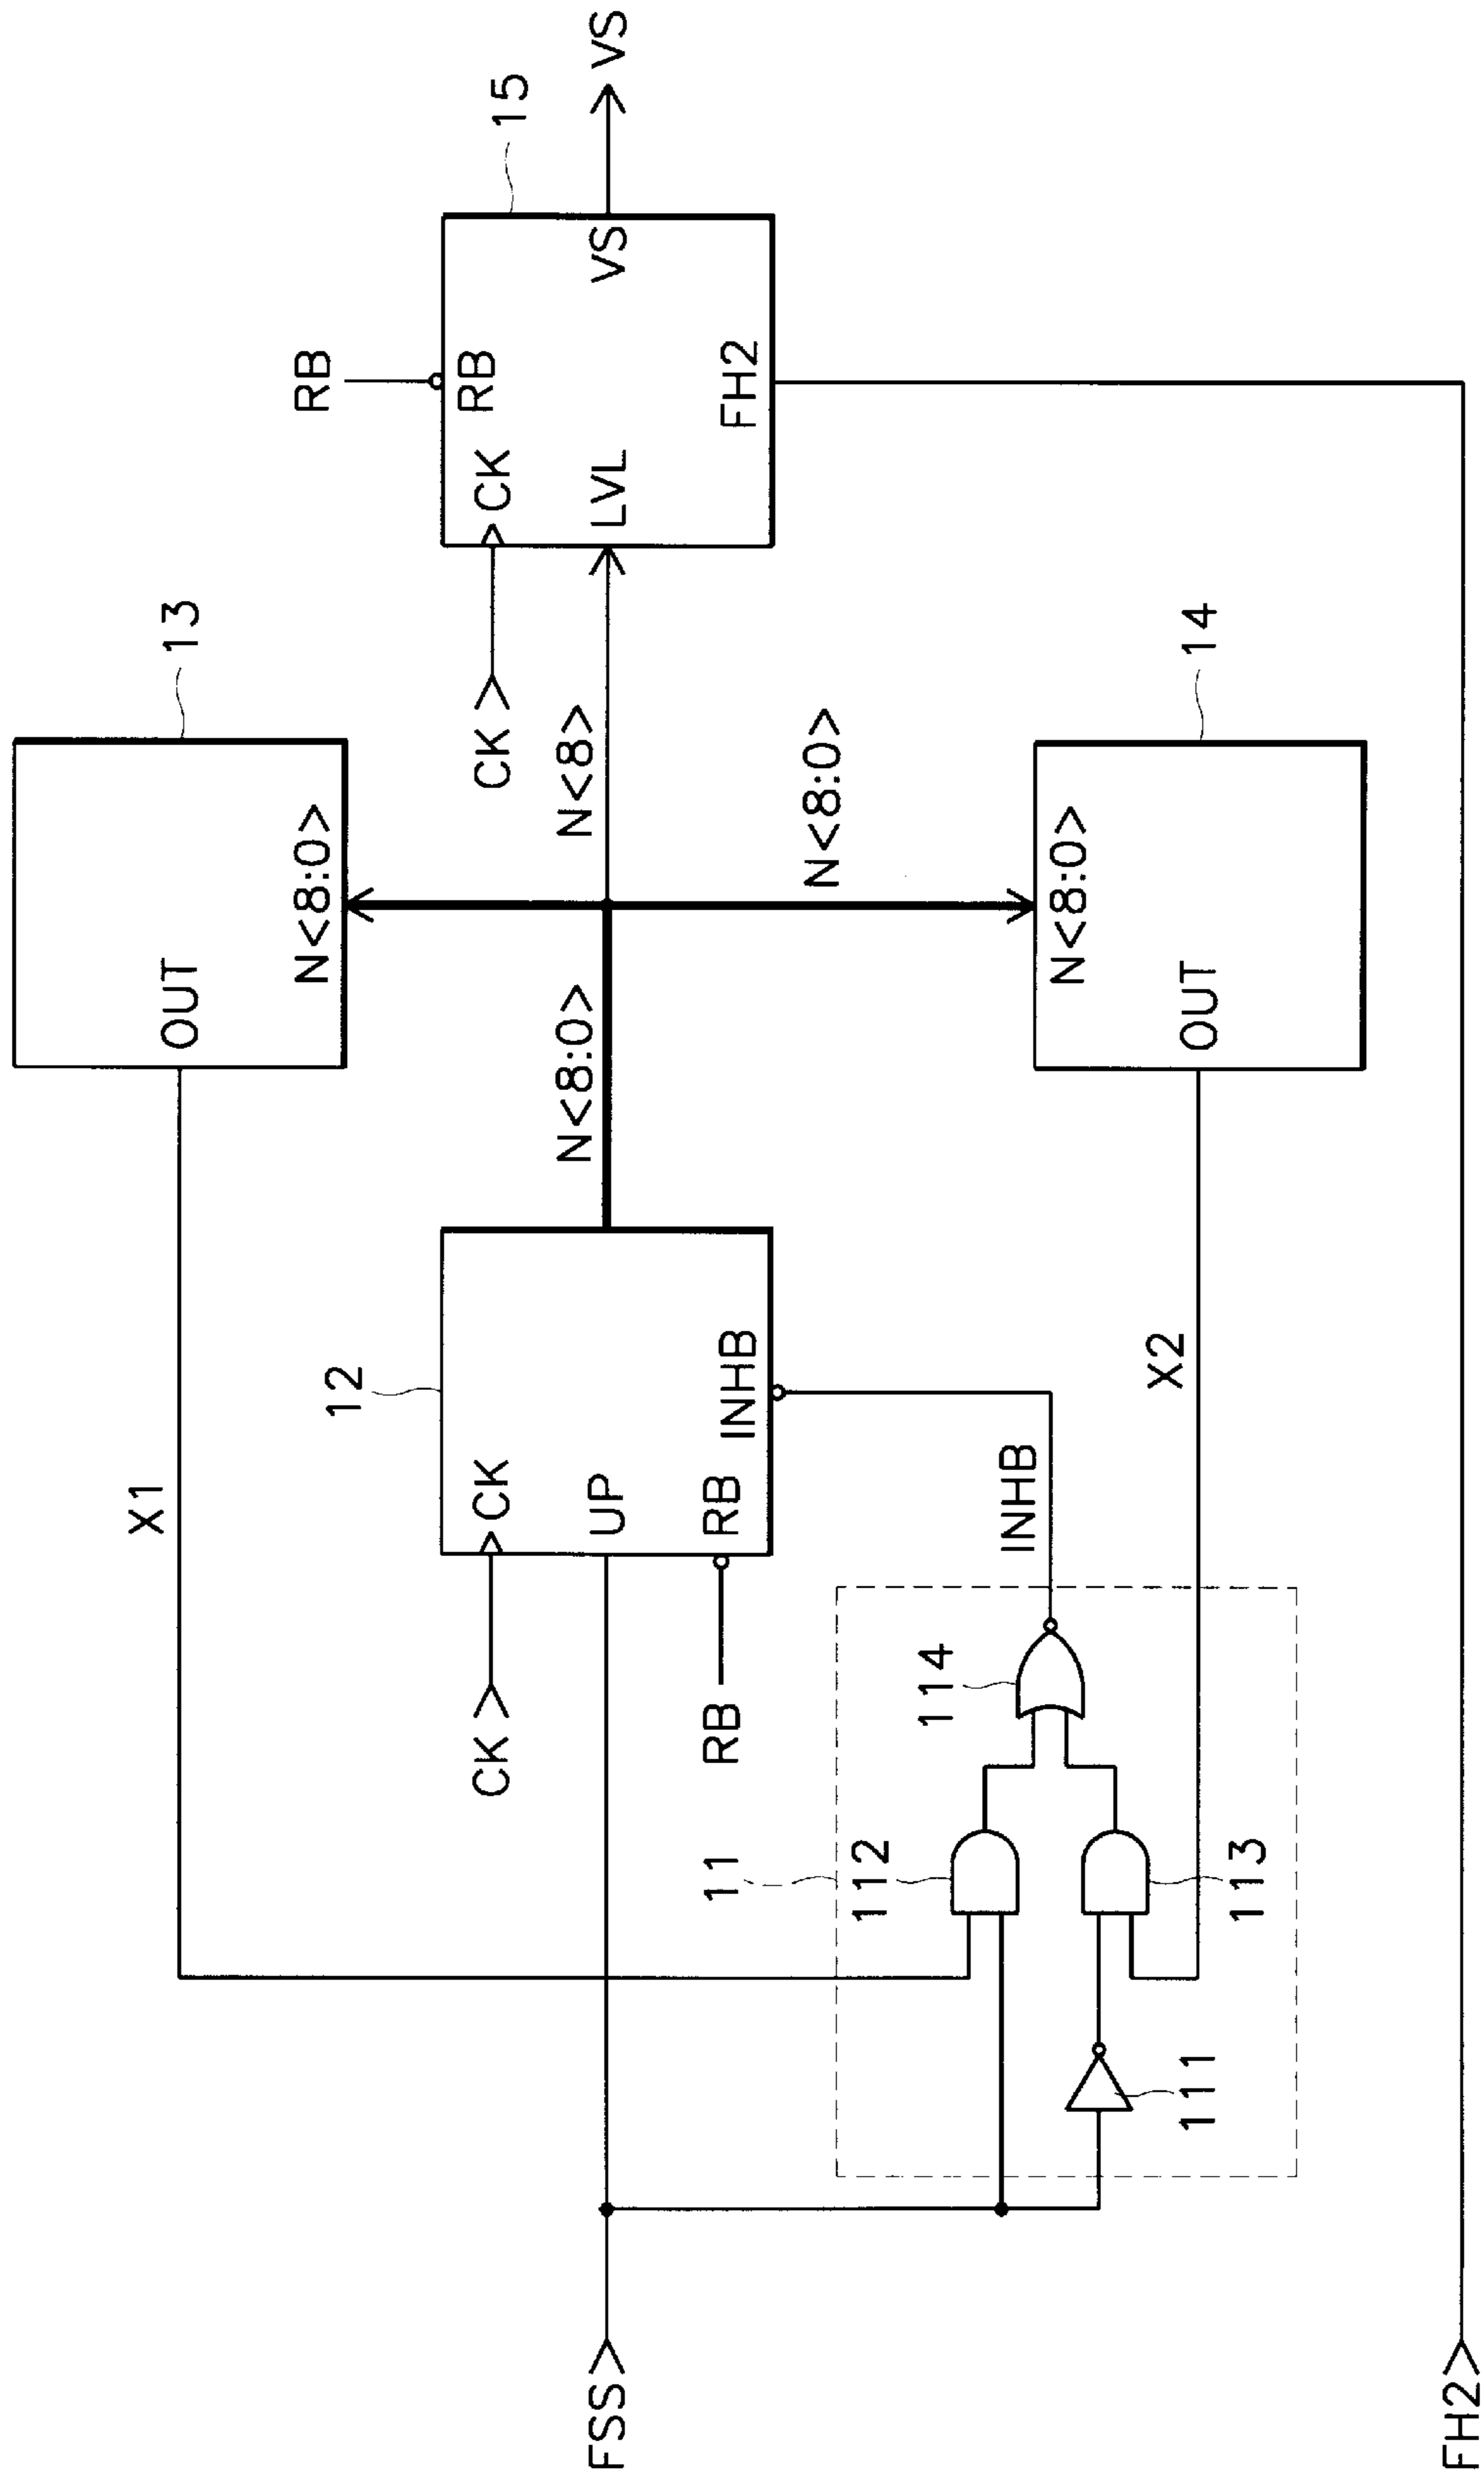 13
OUT
N<8:0>
X1
RB
15
CK
RB
CK >
LVL
VS
VS
FH2
N<8>
N<8:0>
N<8:0>
12
CK
UP
RB
INHB
CK >
RB
INHB
14
N<8:0>
OUT
X2
11
112
114
113
111
FSS>
FH2>